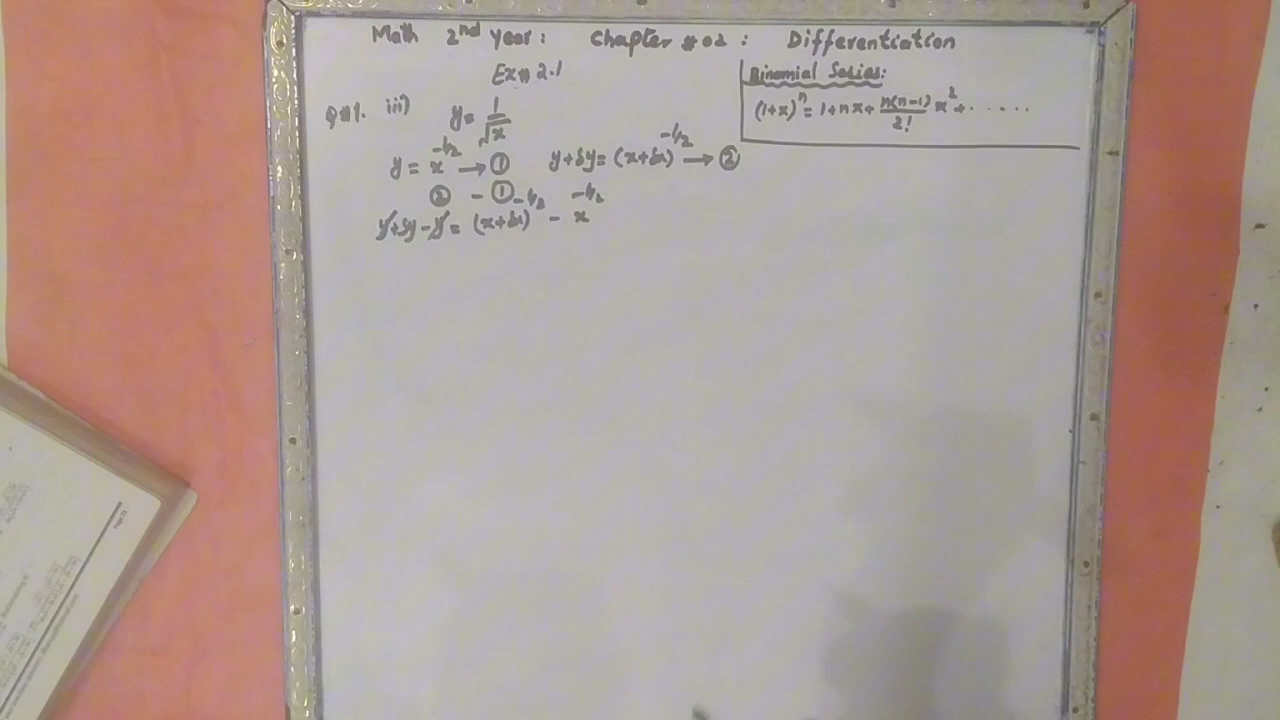 Math 2nd Year: Chapter # 02: Differentiation
Ex# 2.1
Binomial Series:
(1+x)^n = 1+nx+ n(n-1)/2! x^2 + ......
Q#1. iii) y = 1/√x
y = x^-1/2 → ① y+δy = (x+δx)^-1/2 → ②
② - ①
y+δy-y = (x+δx)^-1/2 - x^-1/2